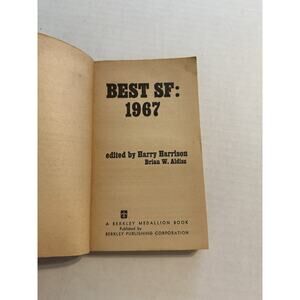 BEST SF:
1967
edited by Harry Harrison
Brian W. Aldiss
A BERKLEY MEDALLION BOOK
Published by
BERKLEY PUBLISHING CORPORATION